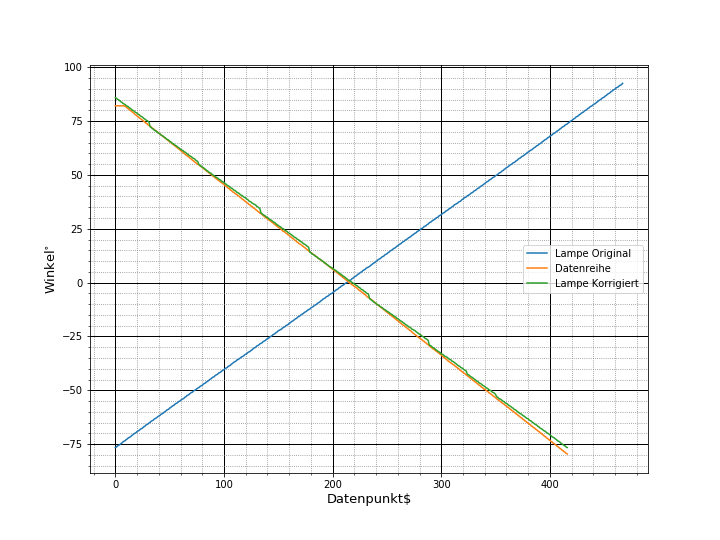 100
75
50
25
0
−25
−50
−75
Winkel°
0
100
200
300
400
Datenpunkt$
Lampe Original
Datenreihe
Lampe Korrigiert